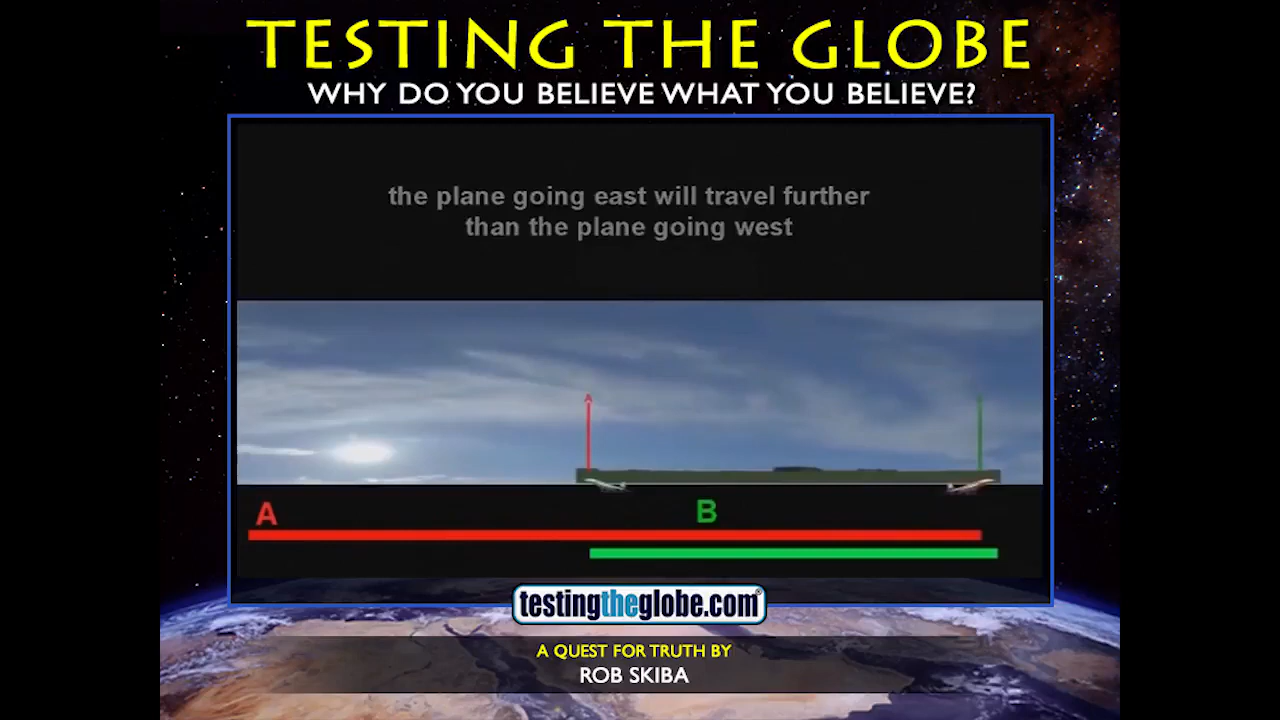 TESTING THE GLOBE
WHY DO YOU BELIEVE WHAT YOU BELIEVE?
the plane going east will travel further
than the plane going west
A
A
B
testingtheglobe.com
A QUEST FOR TRUTH BY
ROB SKIBA